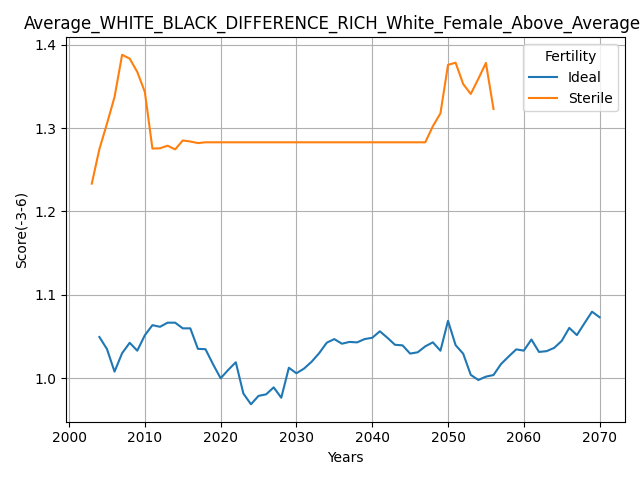 Average_WHITE_BLACK_DIFFERENCE_RICH_White_Female_Above_Average
Fertility
Ideal
Sterile
Score(-3-6)
1.4
1.3
1.2
1.1
1.0
2000 2010 2020 2030 2040 2050 2060 2070
Years